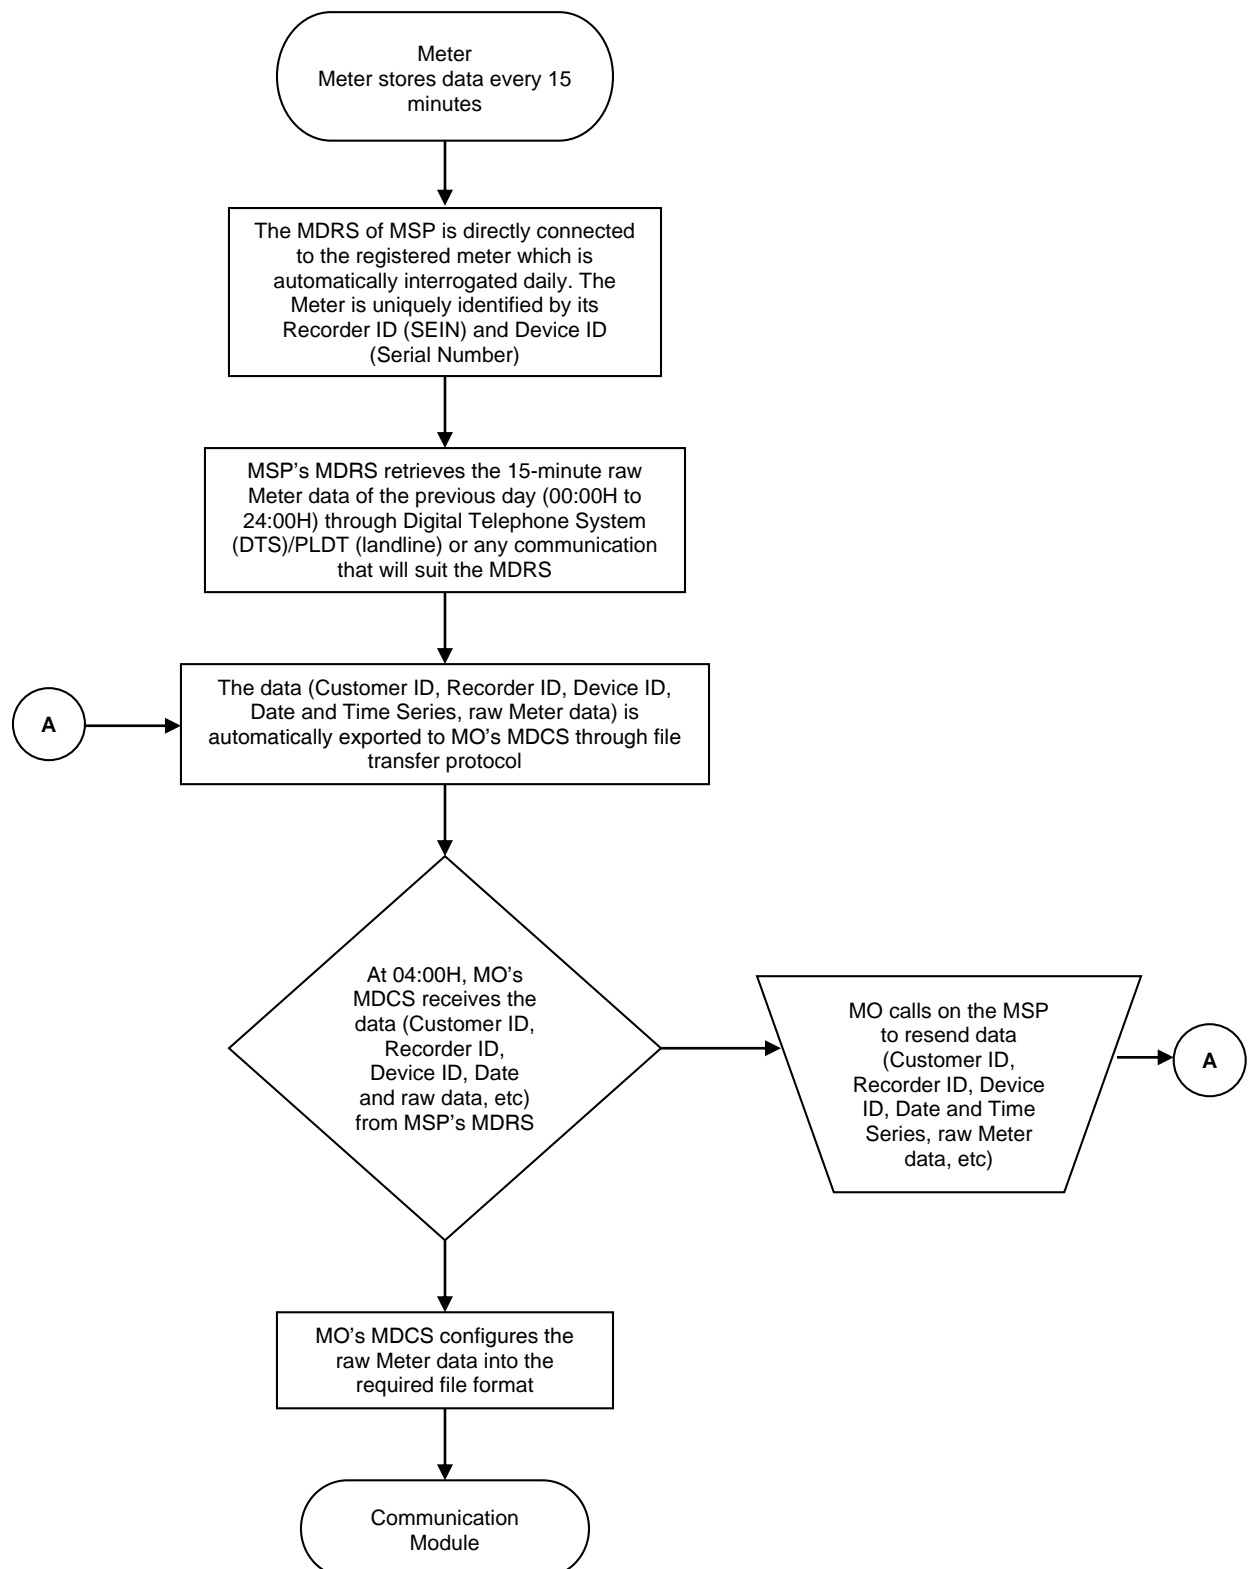 Meter
Meter stores data every 15
minutes
The MDRS of MSP is directly connected
to the registered meter which is
automatically interrogated daily. The
Meter is uniquely identified by its
Recorder ID (SEIN) and Device ID
(Serial Number)
MSP's MDRS retrieves the 15-minute raw
Meter data of the previous day (00:00H to
24:00H) through Digital Telephone System
(DTS)/PLDT (landline) or any communication
that will suit the MDRS
A
The data (Customer ID, Recorder ID, Device ID,
Date and Time Series, raw Meter data) is
automatically exported to MO's MDCS through file
transfer protocol
At 04:00H, MO's
MDCS receives the
data (Customer ID,
Recorder ID,
Device ID, Date
and raw data, etc)
from MSP's MDRS
MO calls on the MSP
to resend data
(Customer ID,
Recorder ID, Device
ID, Date and Time
Series, raw Meter
data, etc)
A
MO's MDCS configures the
raw Meter data into the
required file format
Communication
Module